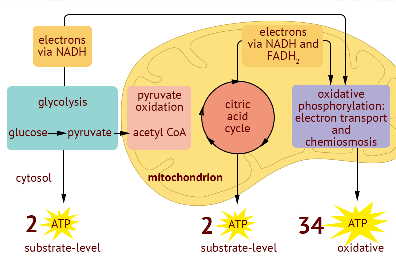 electrons
via NADH
electrons
via NADH and
FADH2
glycolysis
glucose pyruvate
pyruvate
oxidation
acetyl CoA
citric
acid
cycle
oxidative
phosphorylation:
electron transport
and
chemiosmosis
cytosol
mitochondrion
2 ATP
substrate-level
2 ATP
substrate-level
34 ATP
oxidative